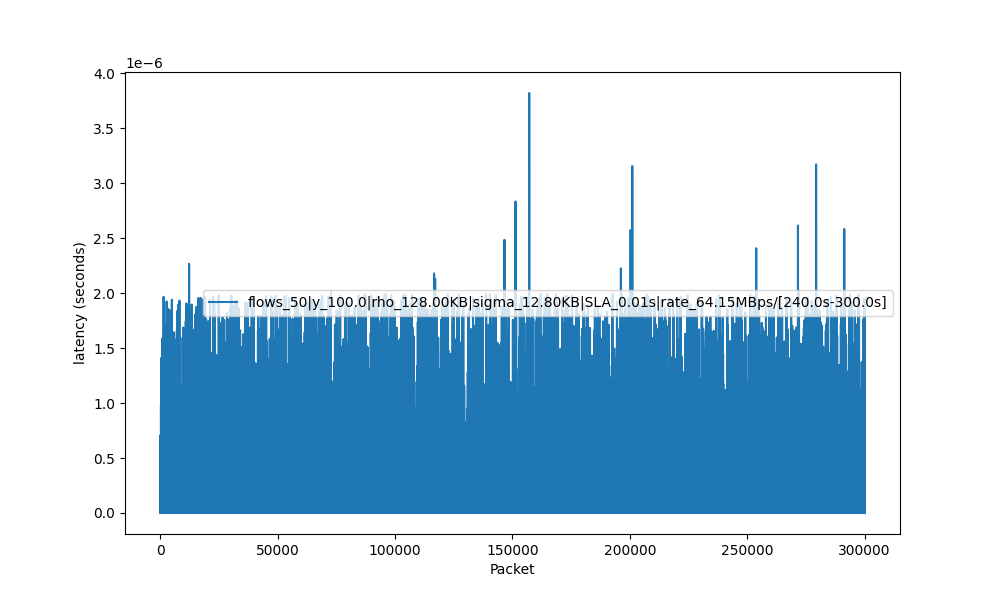 1e−6
4.0
3.5
3.0
2.5
2.0
1.5
1.0
0.5
0.0
latency (seconds)
flows_50|y_100.0|rho_128.00KB|sigma_12.80KB|SLA_0.01s|rate_64.15MBps/[240.0s-300.0s]
0 50000 100000 150000 200000 250000 300000
Packet